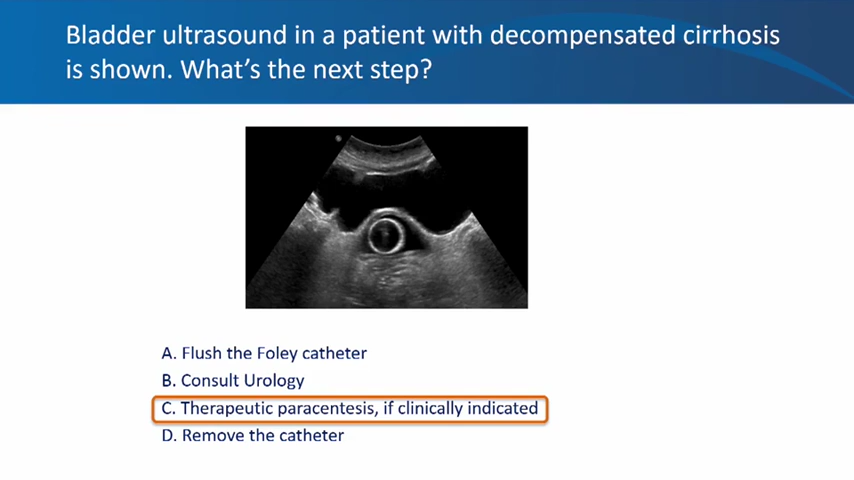 Bladder ultrasound in a patient with decompensated cirrhosis
is shown. What's the next step?
A. Flush the Foley catheter
B. Consult Urology
C. Therapeutic paracentesis, if clinically indicated
D. Remove the catheter